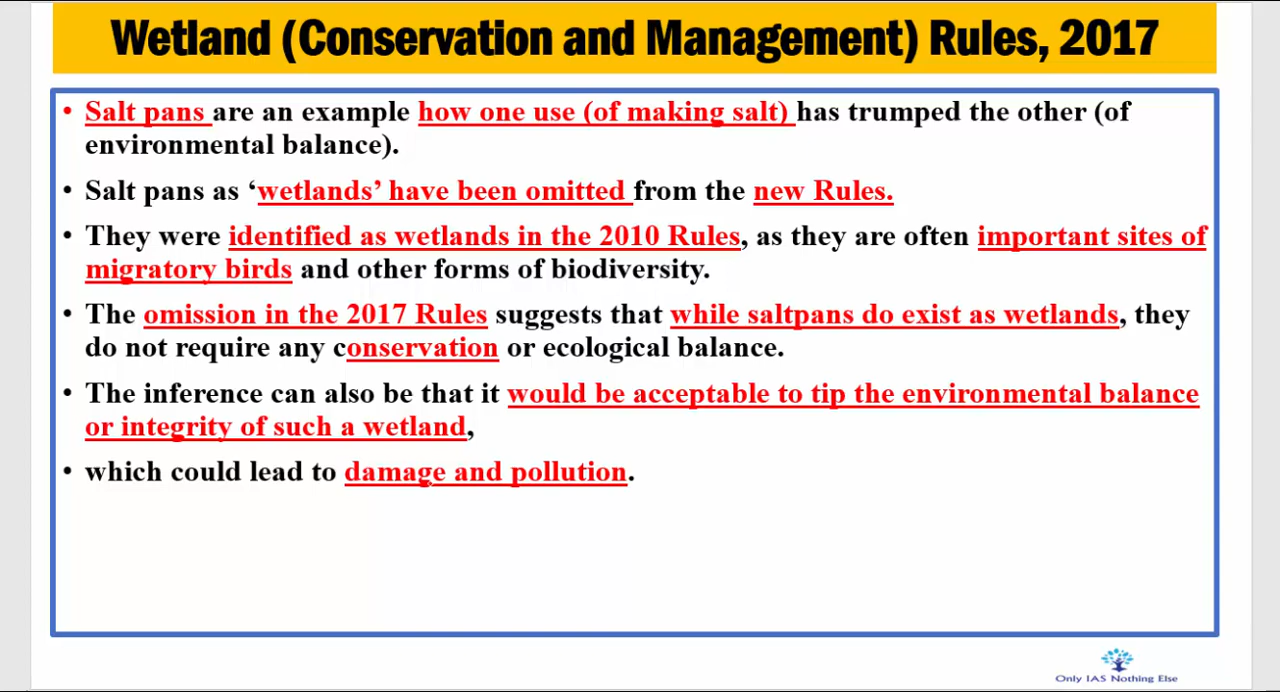 Wetland (Conservation and Management) Rules, 2017
• Salt pans are an example how one use (of making salt) has trumped the other (of
environmental balance).
• Salt pans as ‘wetlands’ have been omitted from the new Rules.
• They were identified as wetlands in the 2010 Rules, as they are often important sites of
migratory birds and other forms of biodiversity.
• The omission in the 2017 Rules suggests that while saltpans do exist as wetlands, they
do not require any conservation or ecological balance.
• The inference can also be that it would be acceptable to tip the environmental balance
or integrity of such a wetland,
• which could lead to damage and pollution.
Only IAS Nothing Else